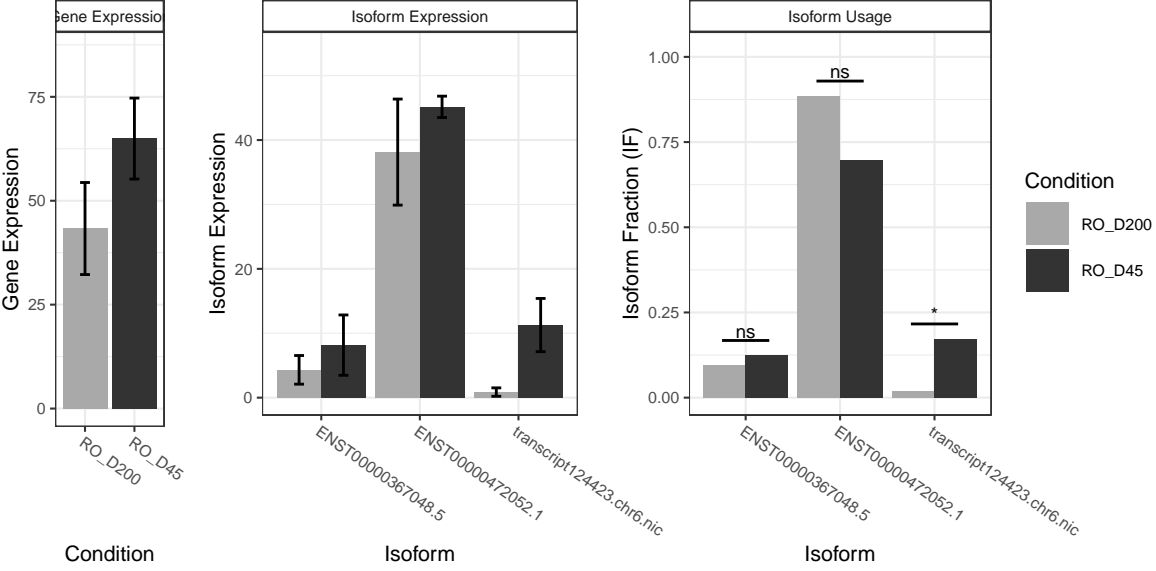 Gene Expression
Isoform Expression
Isoform Usage
Gene Expression
75
50
25
0
RO_D200
RO_D45
Condition
Isoform Expression
40
20
0
ENST00000367048.5
ENST00000472052.1
transcript124423.chr6.nic
Isoform
Isoform Fraction (IF)
1.00
0.75
0.50
0.25
0.00
ns
ns
*
ENST00000367048.5
ENST00000472052.1
transcript124423.chr6.nic
Isoform
Condition
RO_D200
RO_D45